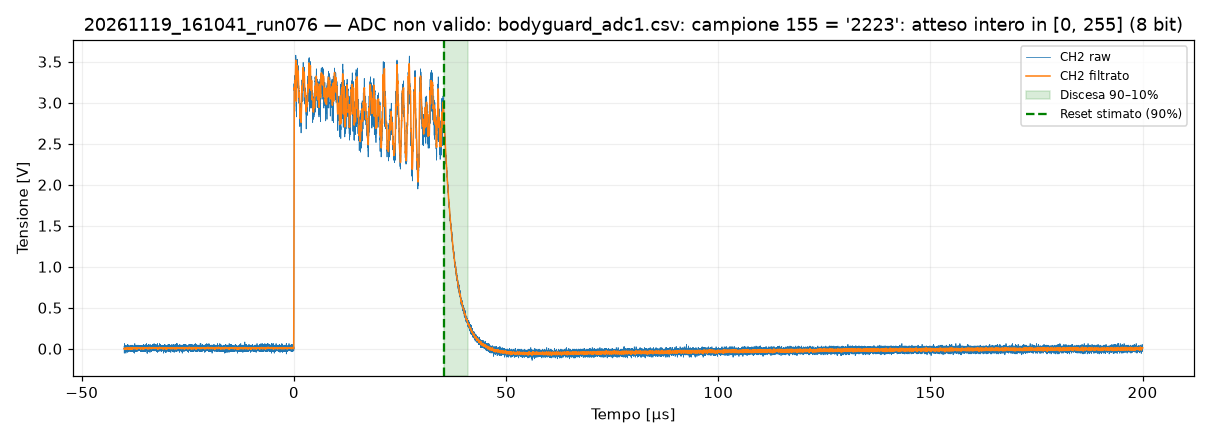 20261119_161041_run076 — ADC non valido: bodyguard_adc1.csv: campione 155 = '2223': atteso intero in [0, 255] (8 bit)
Tensione [V]
3.5
3.0
2.5
2.0
1.5
1.0
0.5
0.0
CH2 raw
CH2 filtrato
Discesa 90–10%
Reset stimato (90%)
−50
0
50
100
150
200
Tempo [µs]